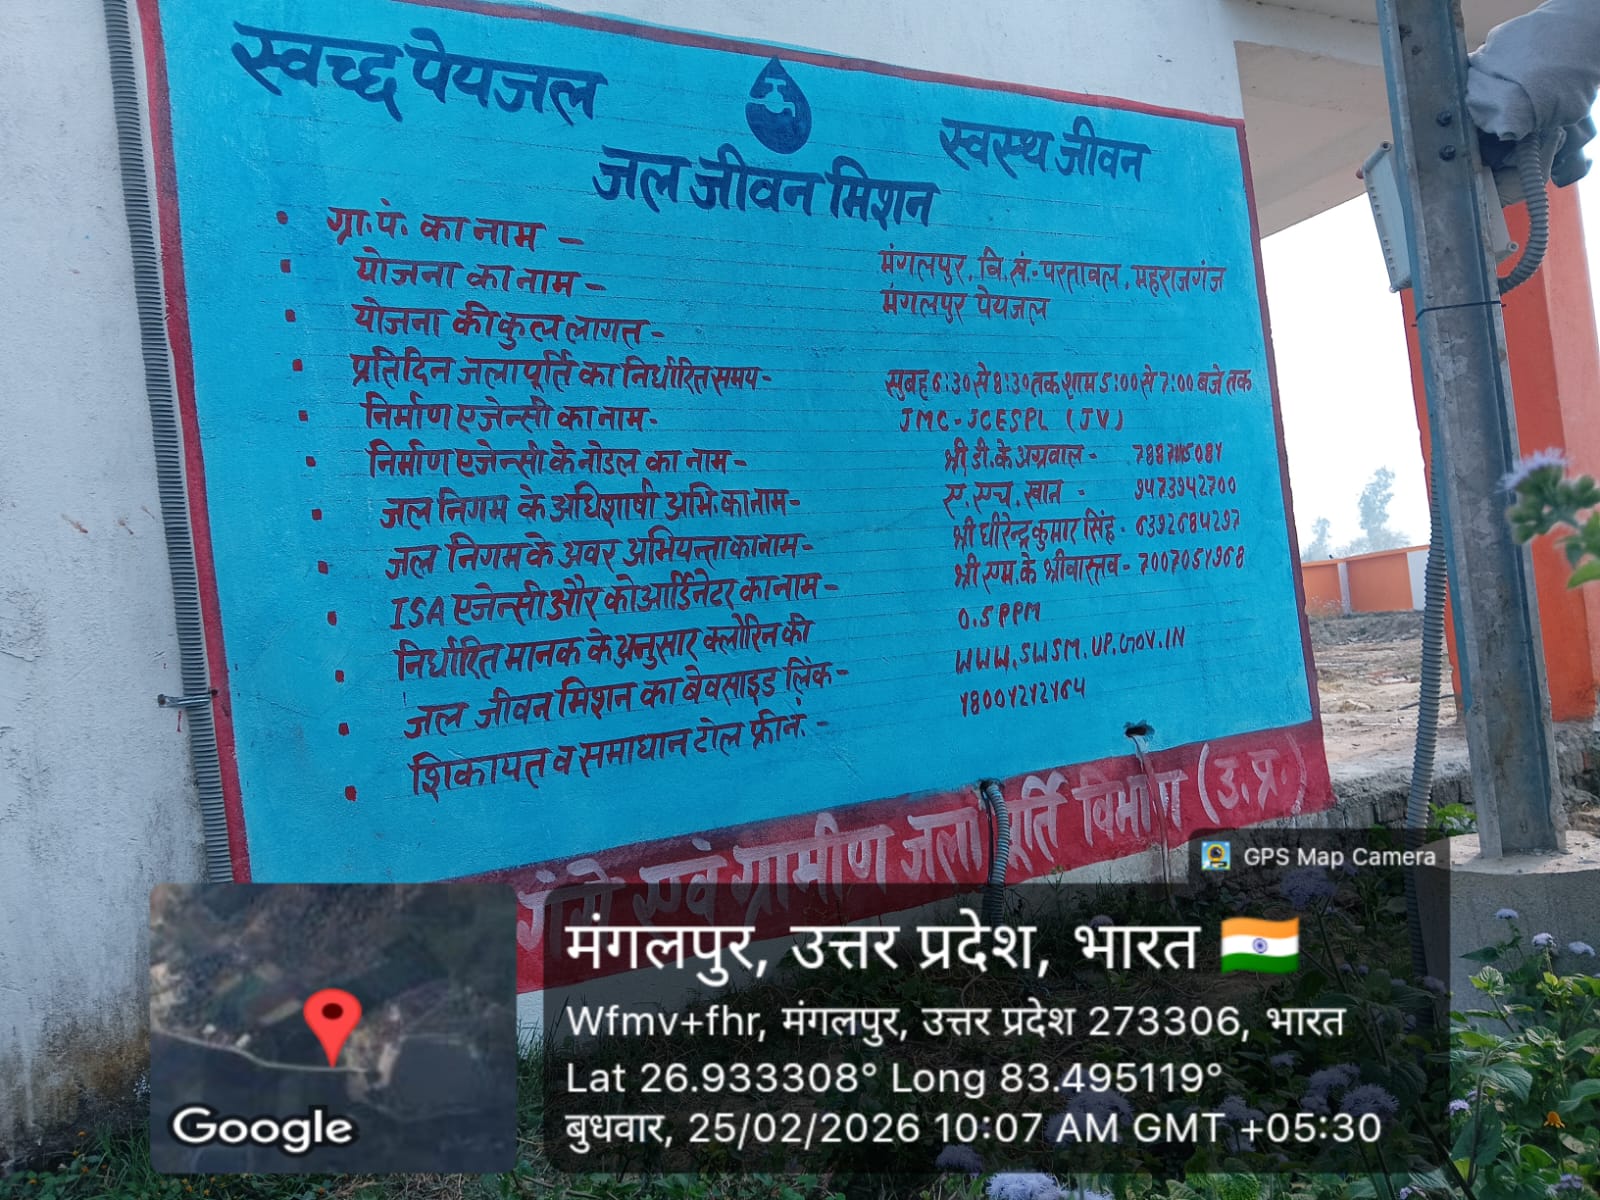 स्वच्छ पेयजल
स्वस्थ जीवन
जल जीवन मिशन
ग्रा.पं. का नाम - मंगलपुर, वि.खं.-परतावल, महराजगंज
योजना का नाम - मंगलपुर पेयजल
योजना की कुल लागत -
प्रतिदिन जलापूर्ति का निर्धारित समय- सुबह 6:30 से 8:30 तक शाम 5:00 से 7:00 बजे तक
निर्माण एजेन्सी का नाम- JMC-JCESPL (JV)
निर्माण एजेन्सी के नोडल का नाम- श्री डी.के अग्रवाल -
जल निगम के अधिशाषी अभि. का नाम- ए. एच. खान - 9473942700
जल निगम के अवर अभियन्ता का नाम- श्री धीरेन्द्र कुमार सिंह - 6392684297
ISA एजेन्सी और कोआर्डिनेटर का नाम- श्री एम. के श्रीवास्तव - 7007051968
निर्धारित मानक के अनुसार क्लोरिन की 0.5 PPM
जल जीवन मिशन का बेवसाइड लिंक- WWW.SWSM.UP.GOV.IN
शिकायत व समाधान टोल फ्री नं. - 18001212164
एवं ग्रामीण जलापूर्ति विभाग (उ.प्र.)
GPS Map Camera
मंगलपुर, उत्तर प्रदेश, भारत
Wfmv+fhr, मंगलपुर, उत्तर प्रदेश 273306, भारत
Lat 26.933308° Long 83.495119°
बुधवार, 25/02/2026 10:07 AM GMT +05:30
Google